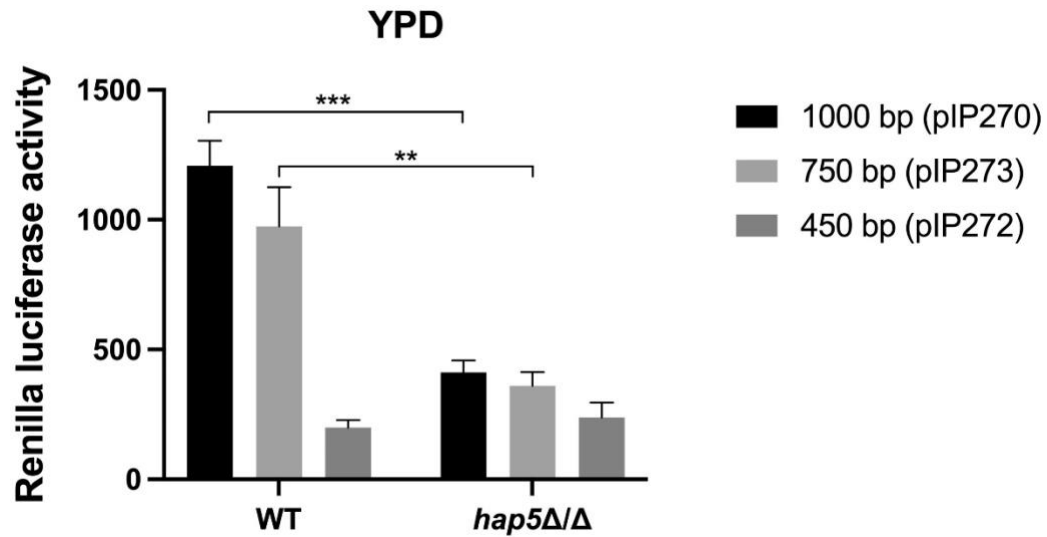 YPD
Renilla luciferase activity
1500
1000
500
0
***
**
WT
hap5Δ/Δ
1000 bp (pIP270)
750 bp (pIP273)
450 bp (pIP272)